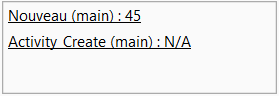 Nouveau (main) : 45
Activity Create (main) : N/A